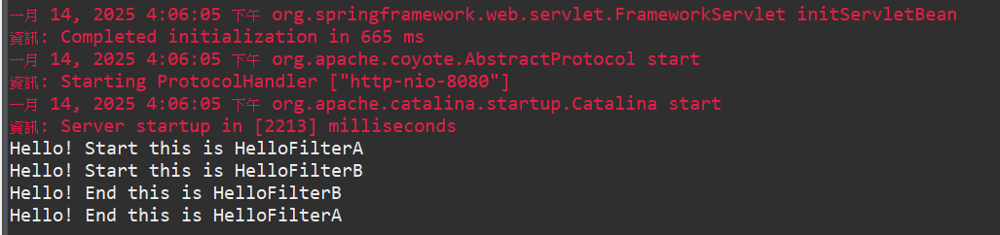 一月 14, 2025 4:06:05 下午 org.springframework.web.servlet.FrameworkServlet initServletBean
資訊: Completed initialization in 665 ms
一月 14, 2025 4:06:05 下午 org.apache.coyote.AbstractProtocol start
資訊: Starting ProtocolHandler ["http-nio-8080"]
一月 14, 2025 4:06:05 下午 org.apache.catalina.startup.Catalina start
資訊: Server startup in [2213] milliseconds
Hello! Start this is HelloFilterA
Hello! Start this is HelloFilterB
Hello! End this is HelloFilterB
Hello! End this is HelloFilterA